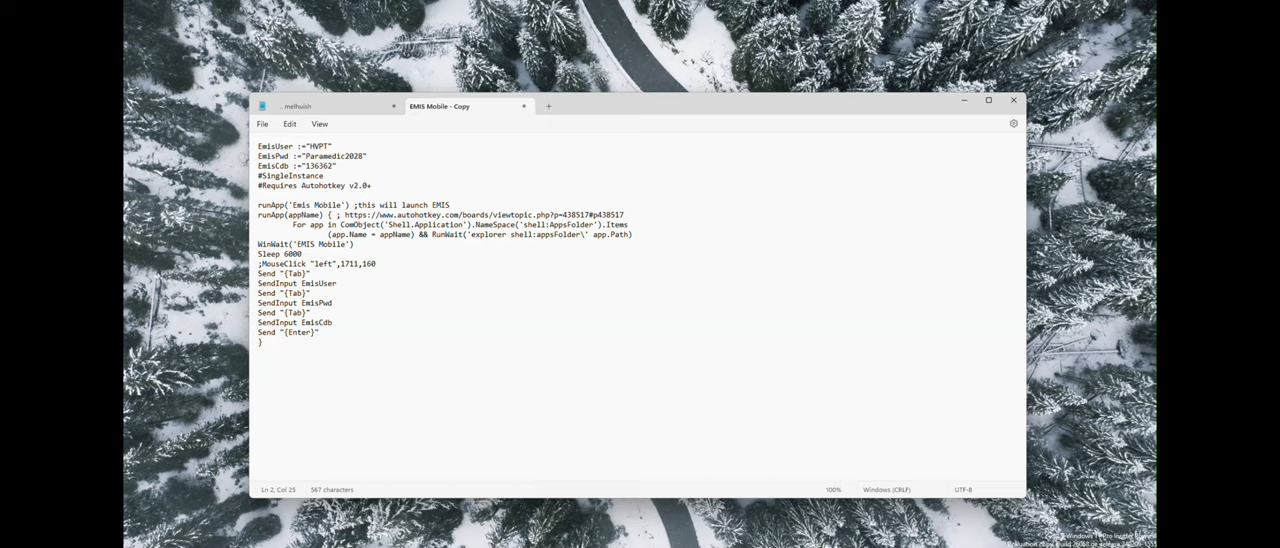 .. melhuish
EMIS Mobile - Copy
File Edit View
EmisUser :="HVPT"
EmisPwd :="Paramedic2028"
EmisCdb :="136362"
#SingleInstance
#Requires Autohotkey v2.0+
runApp('Emis Mobile') ;this will launch EMIS
runApp(appName) { ; https://www.autohotkey.com/boards/viewtopic.php?p=438517#p438517
For app in ComObject('Shell.Application').NameSpace('shell:AppsFolder').Items
(app.Name = appName) && RunWait('explorer shell:appsFolder\' app.Path)
WinWait('EMIS Mobile')
Sleep 6000
;MouseClick "left",1711,160
Send "{Tab}"
SendInput EmisUser
Send "{Tab}"
SendInput EmisPwd
Send "{Tab}"
SendInput EmisCdb
Send "{Enter}"
}
Ln 2, Col 25 567 characters 100% Windows (CRLF) UTF-8